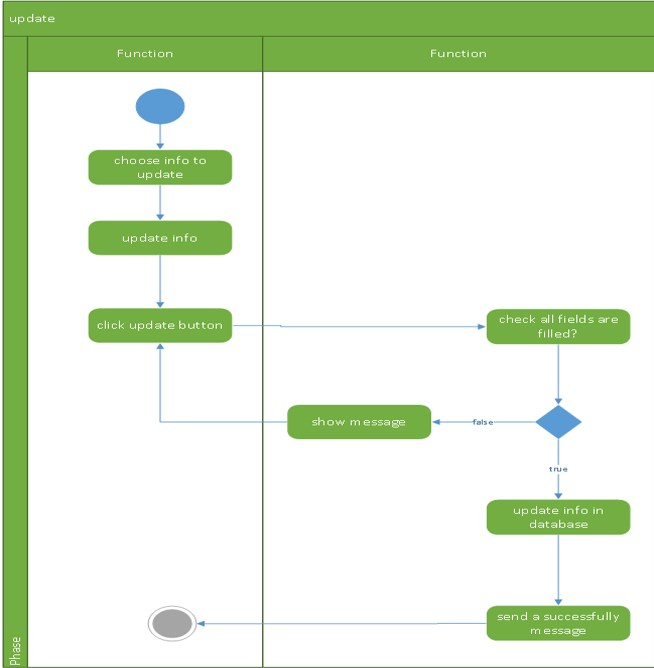 update
Function
Function
choose info to
update
update info
click update button
check all fields are
filled?
show message
false
true
update info in
database
send a successfully
message
Phase